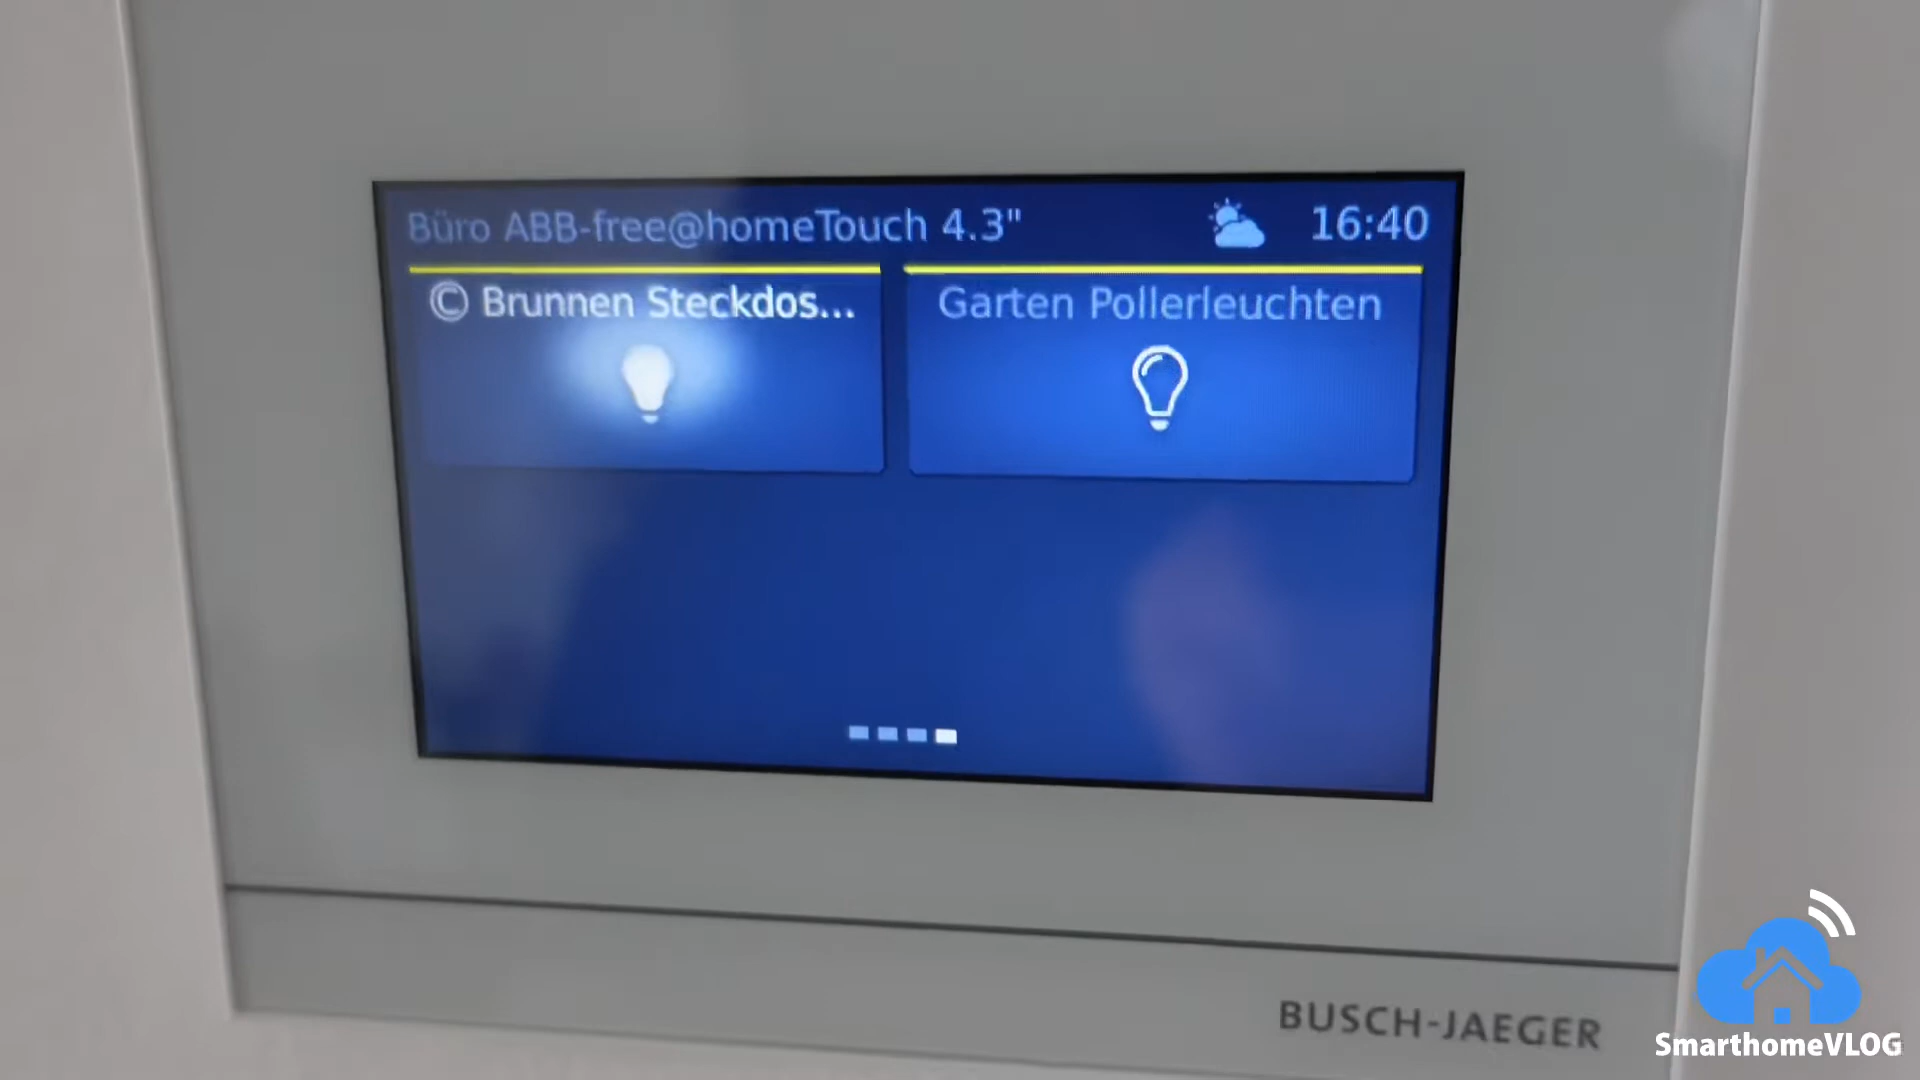 Büro ABB-free@homeTouch 4.3" 16:40
© Brunnen Steckdos... Garten Pollerleuchten
BUSCH-JAEGER
SmarthomeVLOG